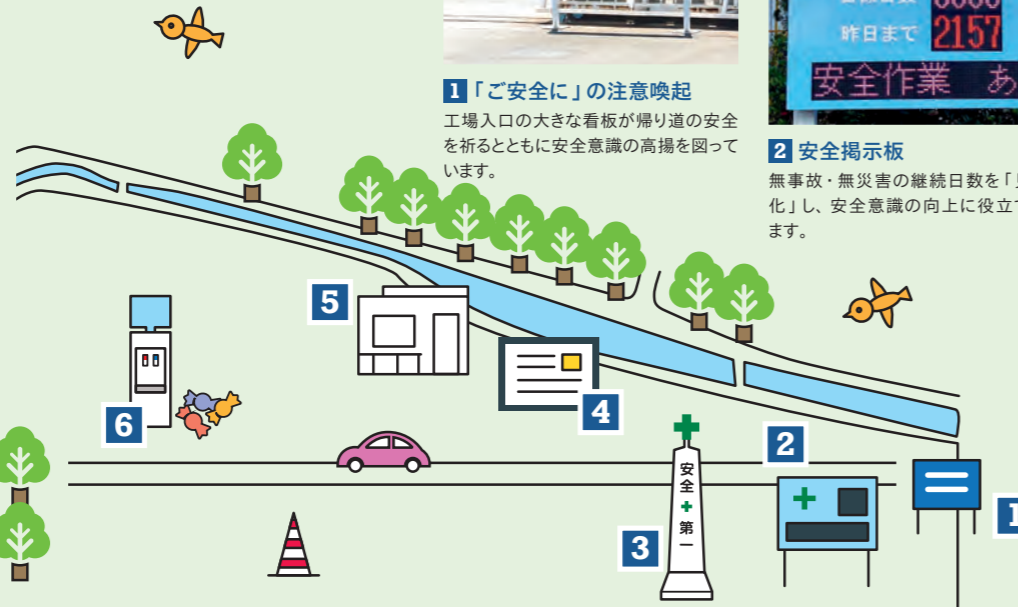 昨日まで 2157
安全作業 あ
1 「ご安全に」の注意喚起
工場入口の大きな看板が帰り道の安全
を祈るとともに安全意識の高揚を図って
います。
2 安全掲示板
無事故・無災害の継続日数を「
化」し、安全意識の向上に役立て
ます。
5
4
6
2
安全+第一
3
1